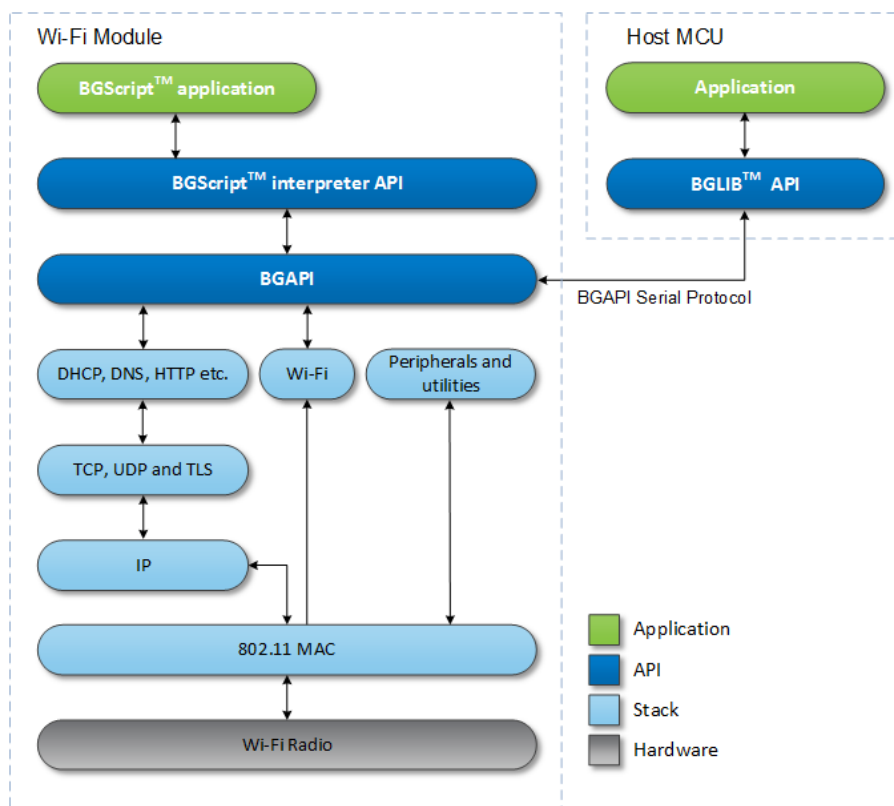 Wi-Fi Module
BGScript™ application
BGScript™ interpreter API
BGAPI
DHCP, DNS, HTTP etc.
Wi-Fi
Peripherals and
utilities
TCP, UDP and TLS
IP
802.11 MAC
Wi-Fi Radio
Host MCU
Application
BGLIB™ API
BGAPI Serial Protocol
Application
API
Stack
Hardware